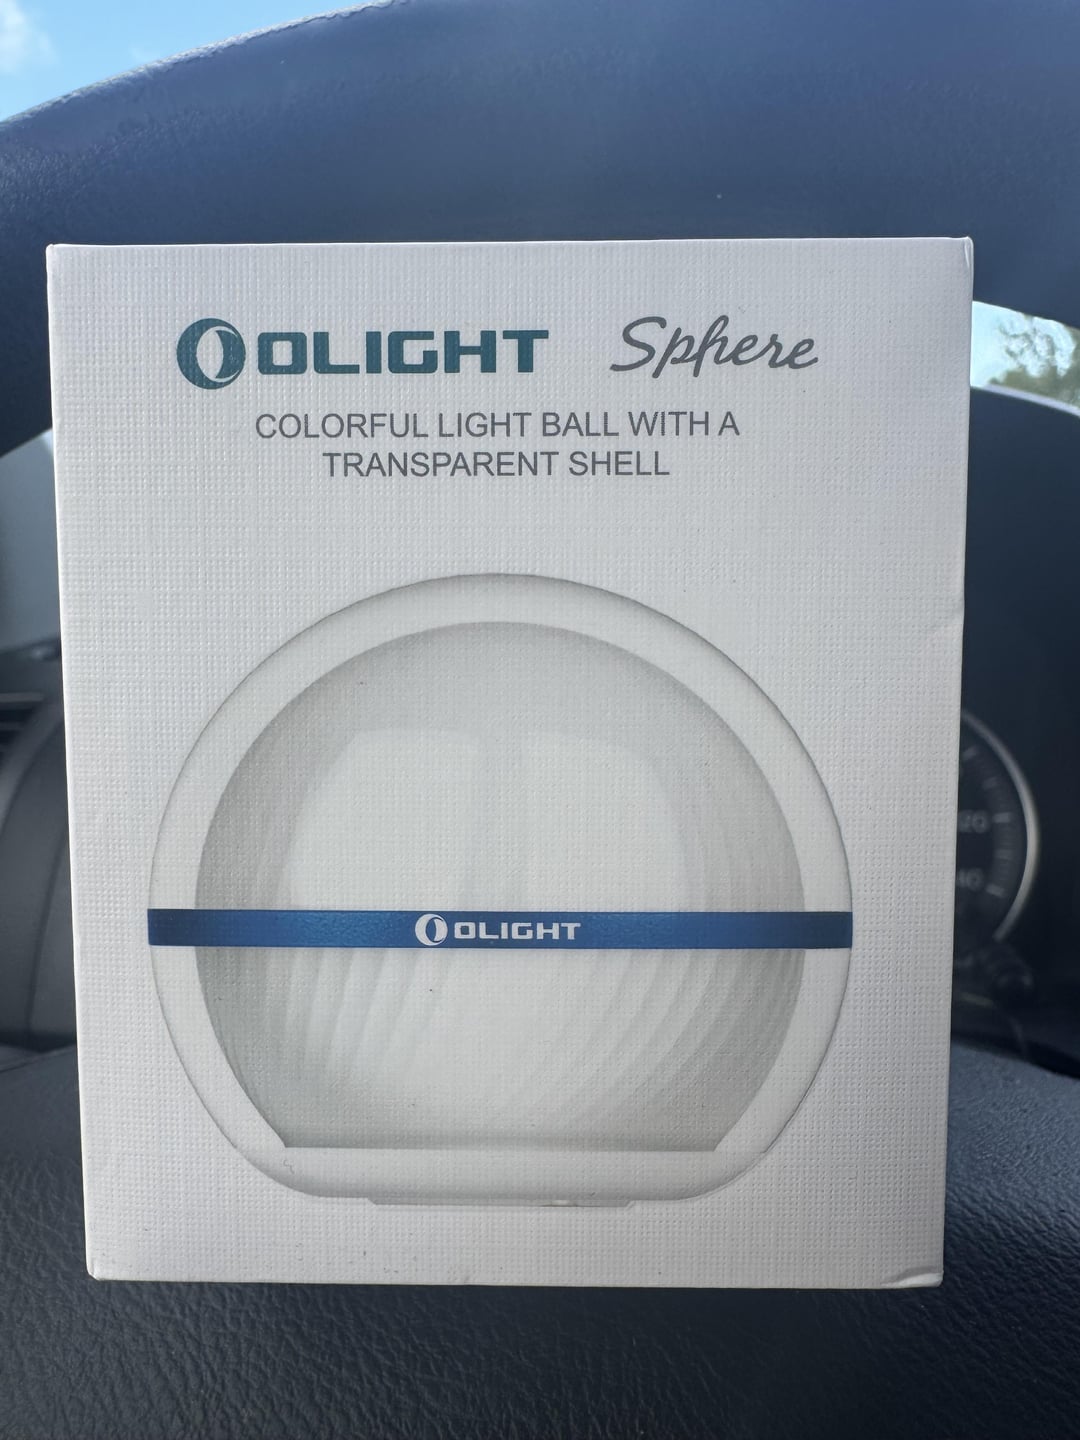 OLIGHT Sphere
COLORFUL LIGHT BALL WITH A
TRANSPARENT SHELL
OLIGHT